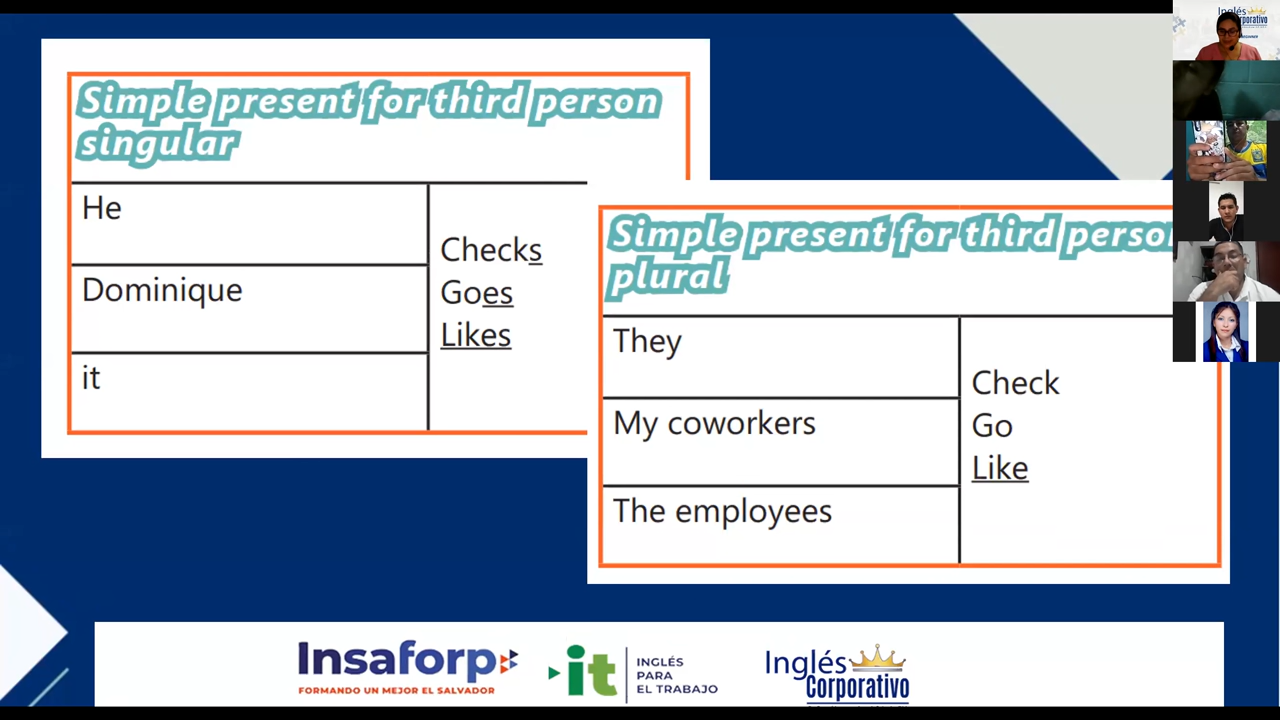 Simple present for third person
singular
He
Dominique
it
Checks
Goes
Likes
Simple present for third person
plural
They
My coworkers
The employees
Check
Go
Like
Insaforp
FORMANDO UN MEJOR EL SALVADOR
it
INGLÉS
PARA
EL TRABAJO
Inglés
Corporativo
Inglés
Corporativo